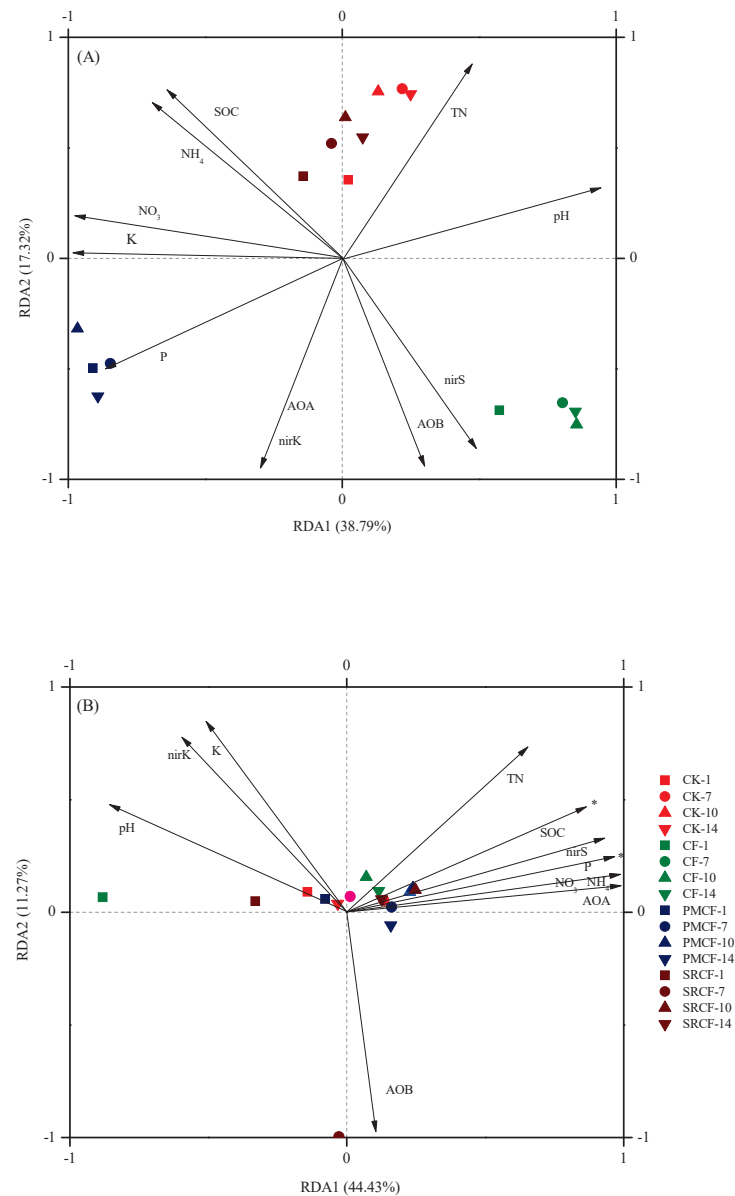 -1 0 1
1
(A)
SOC
TN
NH4
NO3
pH
K
0 0
P
nirS
AOA
AOB
nirK
-1 -1
-1 0 1
RDA2 (17.32%)
RDA1 (38.79%)
-1 0 1
1 1
(B)
nirK
K
TN
CK-1
CK-7
* CK-10
pH
SOC
CK-14
nirS
CF-1
P *
CF-7
NO3 NH4
CF-10
AOA
CF-14
0 0
PMCF-1
PMCF-7
PMCF-10
PMCF-14
SRCF-1
SRCF-7
SRCF-10
SRCF-14
AOB
-1 -1
-1 0 1
RDA2 (11.27%)
RDA1 (44.43%)